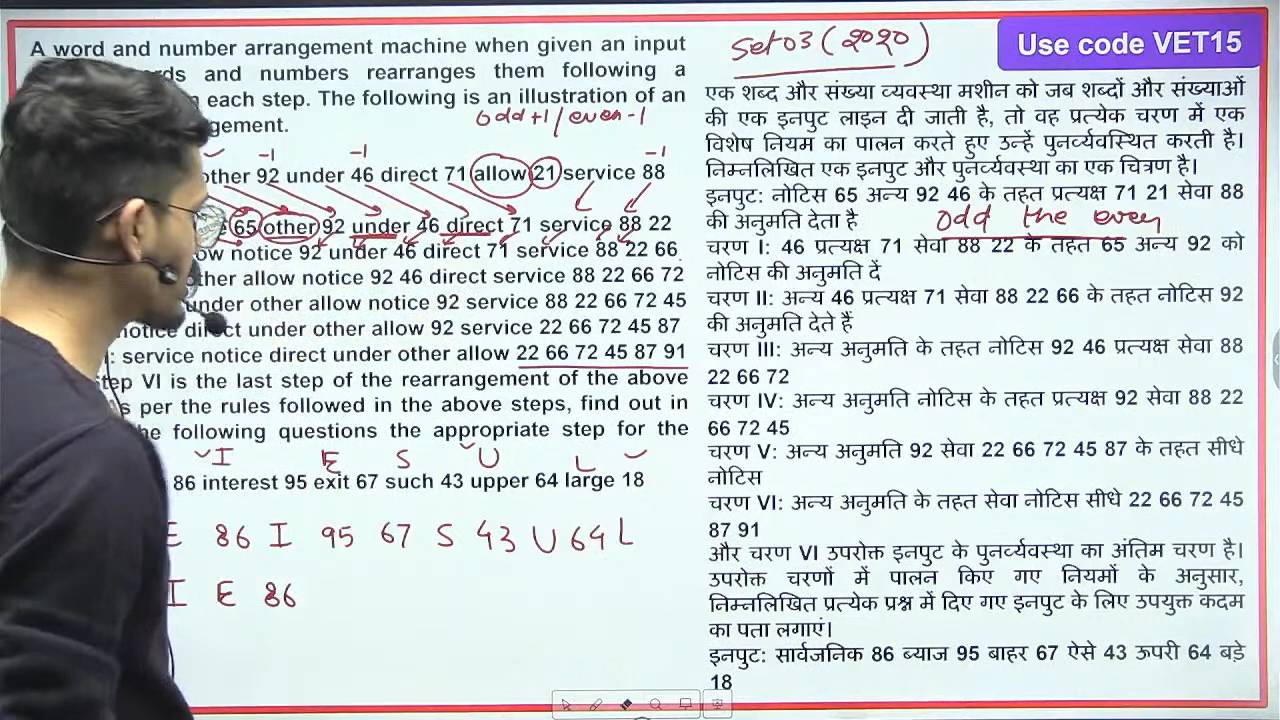 A word and number arrangement machine when given an input
and numbers rearranges them following a
each step. The following is an illustration of an
odd+1/even-1
-1 -1 -1
92 under 46 direct 71 allow 21 service 88
65 other 92 under 46 direct 71 service 88 22
notice 92 under 46 direct 71 service 88 22 66
allow notice 92 46 direct service 88 22 66 72
under other allow notice 92 service 88 22 66 72 45
direct under other allow 92 service 22 66 72 45 87
: service notice direct under other allow 22 66 72 45 87 91
VI is the last step of the rearrangement of the above
per the rules followed in the above steps, find out in
following questions the appropriate step for the
I E S U L
86 interest 95 exit 67 such 43 upper 64 large 18
E 86 I 95 67 S 43 U 64 L
I E 86
Set 03 (2020)
Use code VET15
एक शब्द और संख्या व्यवस्था मशीन को जब शब्दों और संख्याओं
की एक इनपुट लाइन दी जाती है, तो वह प्रत्येक चरण में एक
विशेष नियम का पालन करते हुए उन्हें पुनर्व्यवस्थित करती है।
निम्नलिखित एक इनपुट और पुनर्व्यवस्था का एक चित्रण है।
इनपुट: नोटिस 65 अन्य 92 46 के तहत प्रत्यक्ष 71 21 सेवा 88
की अनुमति देता है
odd the even
चरण I: 46 प्रत्यक्ष 71 सेवा 88 22 के तहत 65 अन्य 92 को
नोटिस की अनुमति दें
चरण II: अन्य 46 प्रत्यक्ष 71 सेवा 88 22 66 के तहत नोटिस 92
की अनुमति देते हैं
चरण III: अन्य अनुमति के तहत नोटिस 92 46 प्रत्यक्ष सेवा 88
22 66 72
चरण IV: अन्य अनुमति नोटिस के तहत प्रत्यक्ष 92 सेवा 88 22
66 72 45
चरण V: अन्य अनुमति 92 सेवा 22 66 72 45 87 के तहत सीधे
नोटिस
चरण VI: अन्य अनुमति के तहत सेवा नोटिस सीधे 22 66 72 45
87 91
और चरण VI उपरोक्त इनपुट के पुनर्व्यवस्था का अंतिम चरण है।
उपरोक्त चरणों में पालन किए गए नियमों के अनुसार,
निम्नलिखित प्रत्येक प्रश्न में दिए गए इनपुट के लिए उपयुक्त कदम
का पता लगाएं।
इनपुट: सार्वजनिक 86 ब्याज 95 बाहर 67 ऐसे 43 ऊपरी 64 बड़े
18